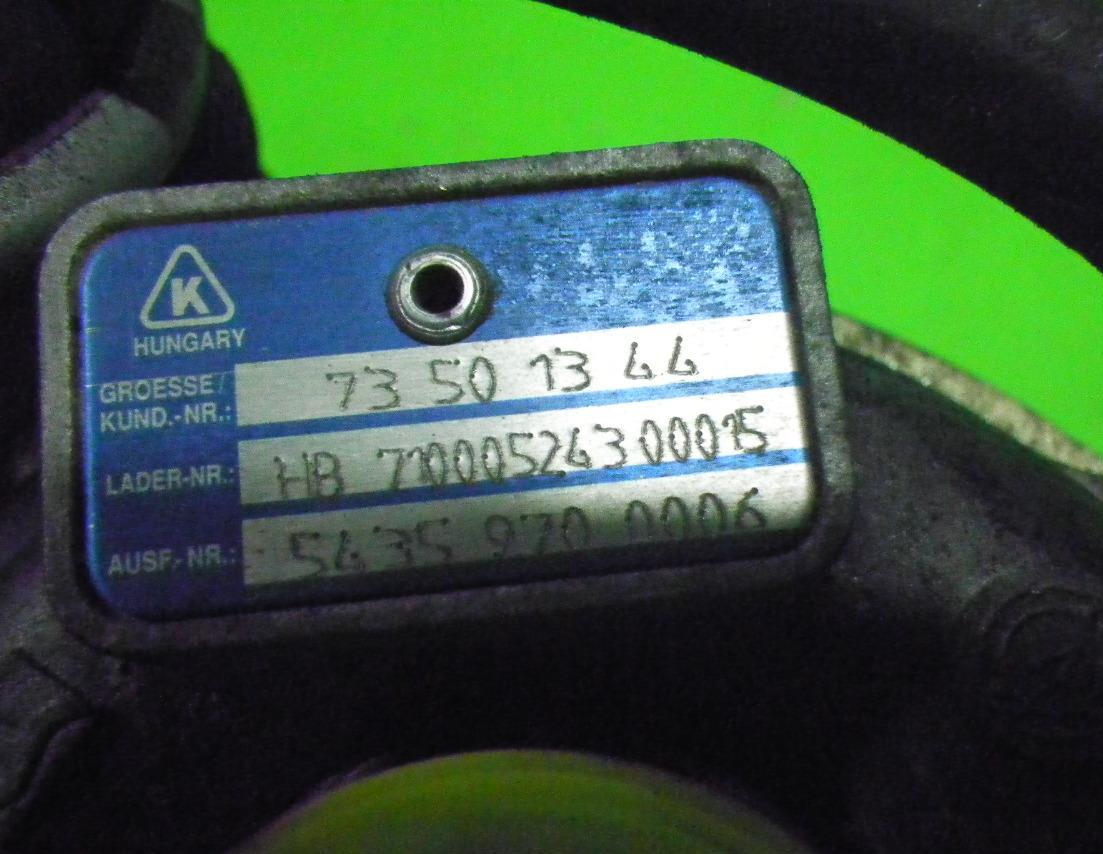 K
HUNGARY
GROESSE/
KUND.-NR.: 73 50 13 44
LADER-NR.: HB 71000524300015
AUSF.-NR.: 5435 970 0006